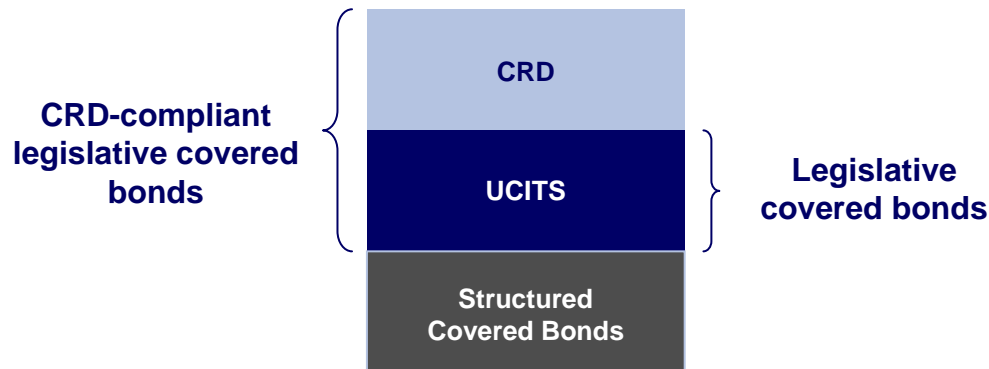 CRD
CRD-compliant
legislative covered
bonds
UCITS
Legislative
covered bonds
Structured
Covered Bonds